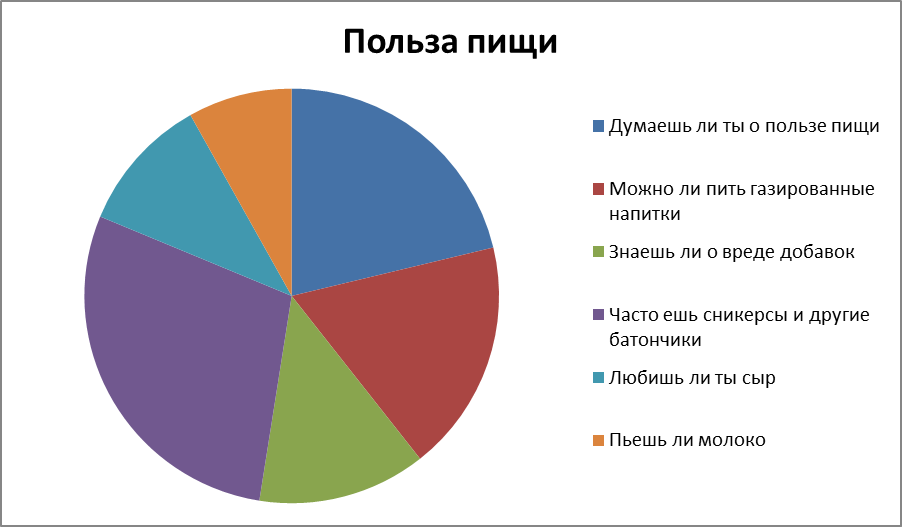 Польза пищи
Думаешь ли ты о пользе пищи
Можно ли пить газированные
напитки
Знаешь ли о вреде добавок
Часто ешь сникерсы и другие
батончики
Любишь ли ты сыр
Пьешь ли молоко